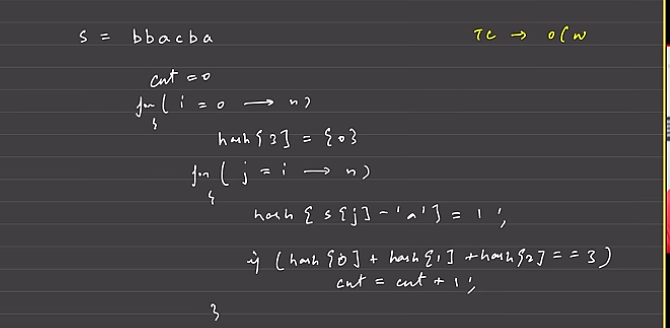 s = bbacba
TC → O(N
cnt = 0
for( i = 0 → n)
{
hash[3] = {0}
for( j = i → n)
{
hash[s[j] - 'a'] = 1;
if (hash[0] + hash[1] + hash[2] == 3)
cnt = cnt + 1;
}